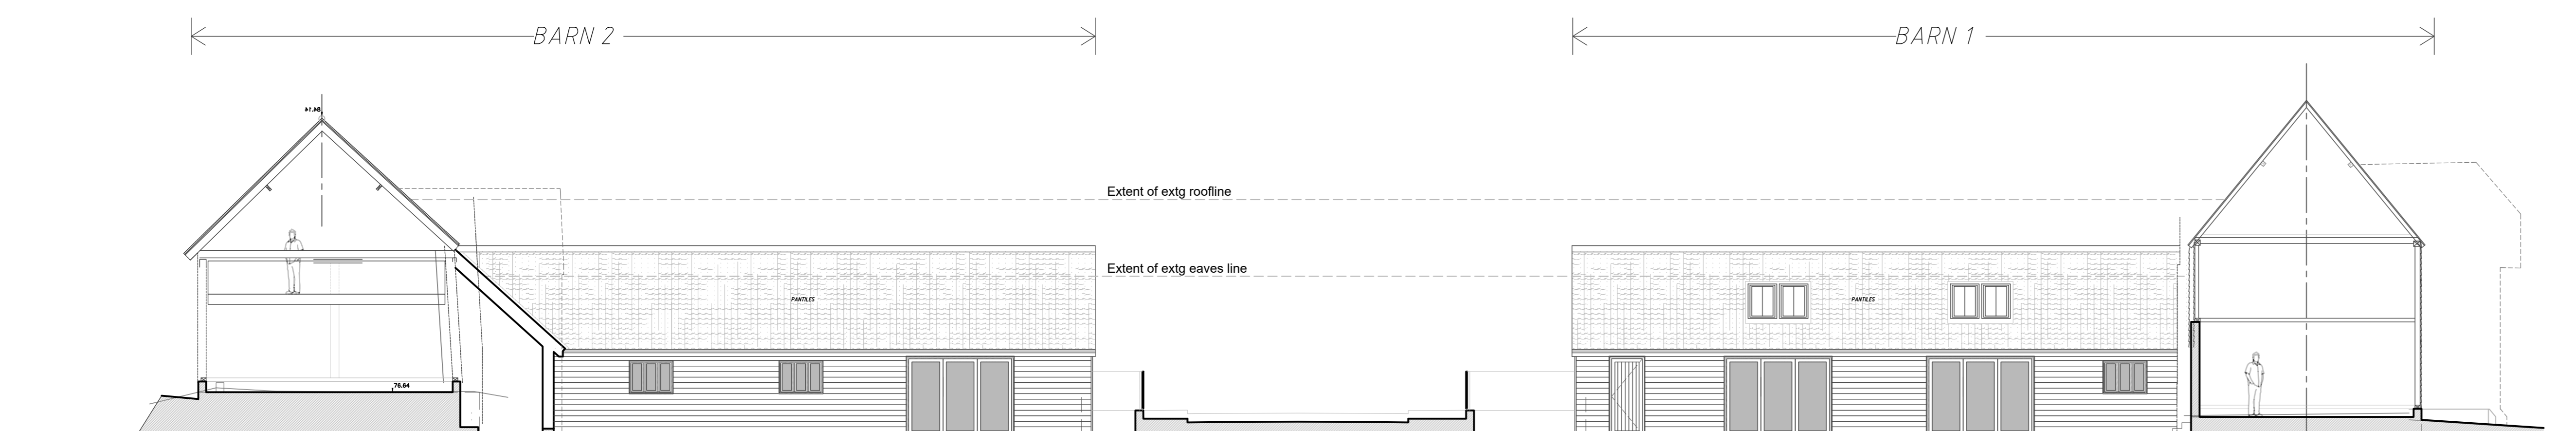 BARN 2
BARN 1
Extent of extg roofline
Extent of extg eaves line
PANTILES
PANTILES
76.64